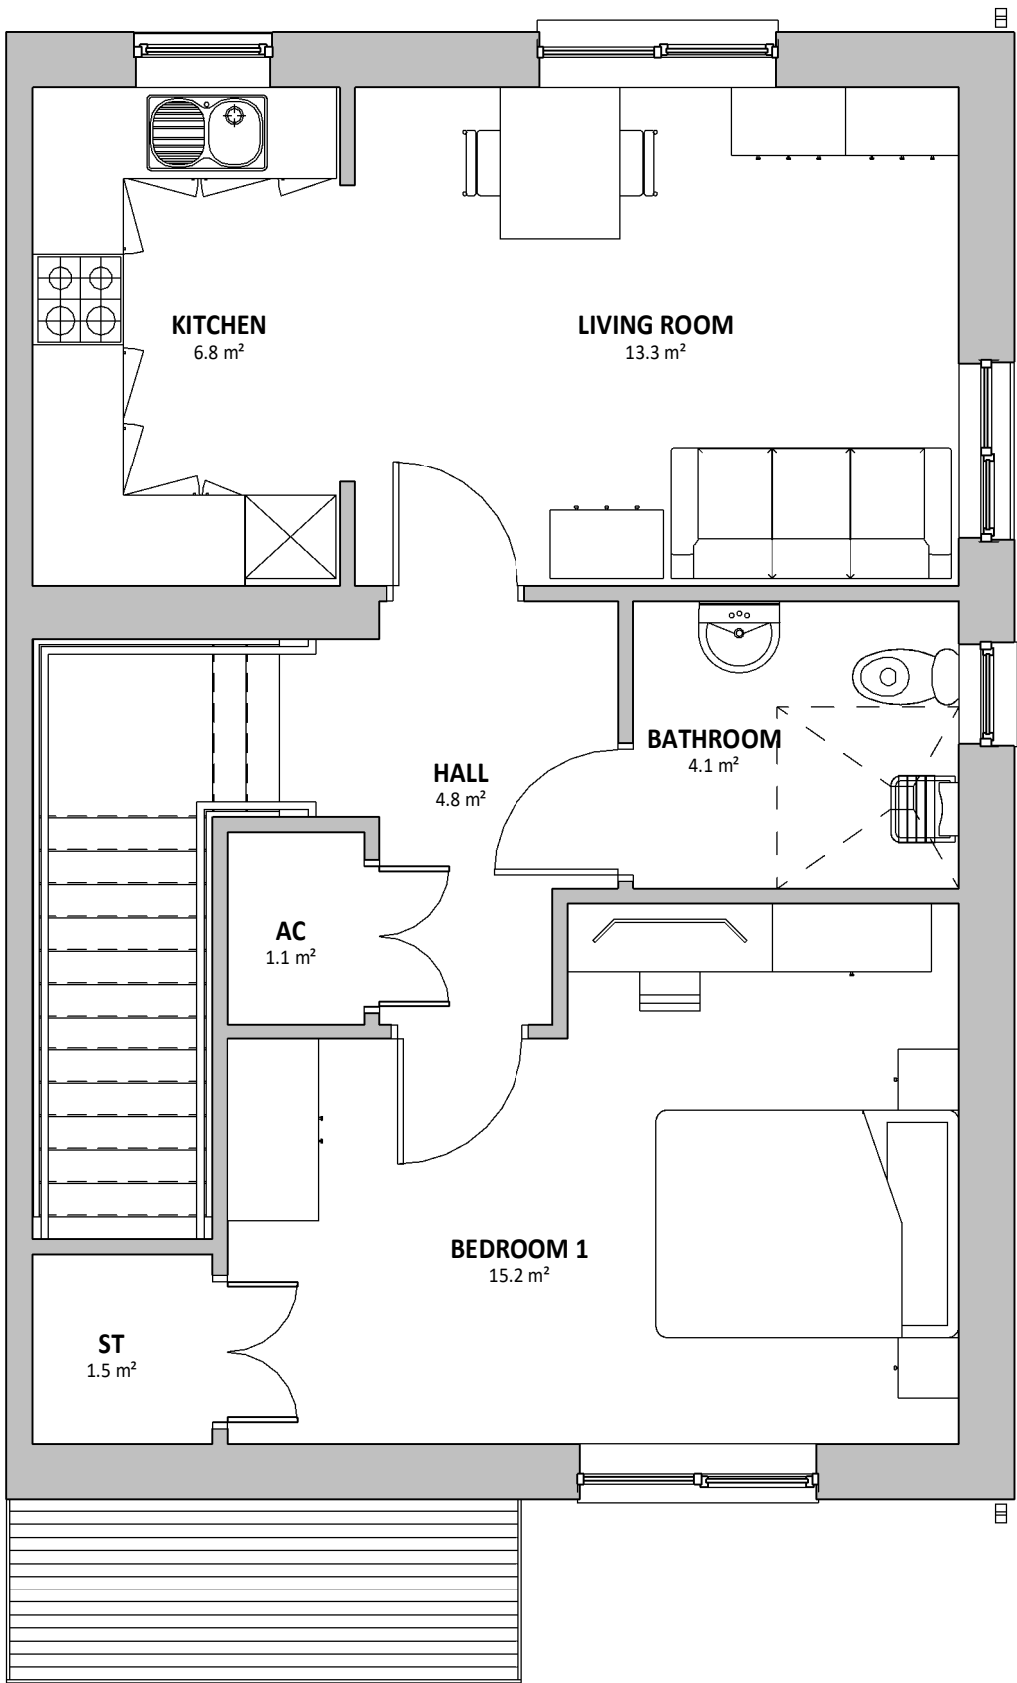 KITCHEN
6.8 m²
LIVING ROOM
13.3 m²
BATHROOM
4.1 m²
HALL
4.8 m²
AC
1.1 m²
BEDROOM 1
15.2 m²
ST
1.5 m²